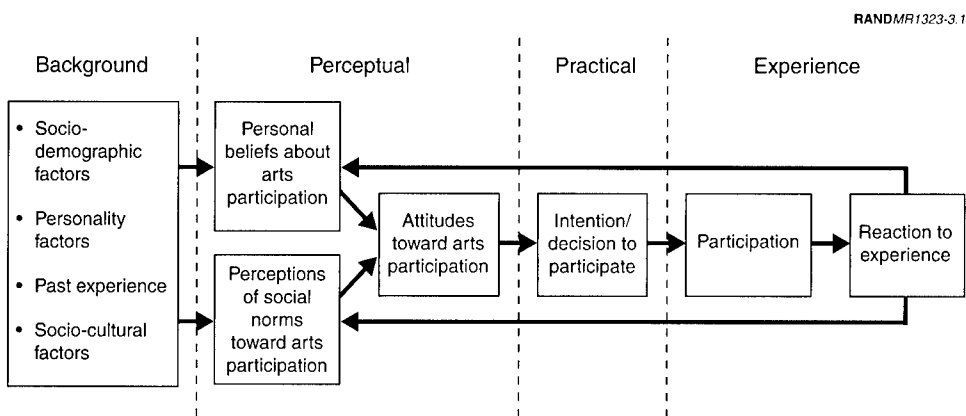 RANDMR1323-3.1
Background
Perceptual
Practical
Experience
• Socio-
demographic
factors
• Personality
factors
• Past experience
• Socio-cultural
factors
Personal
beliefs about
arts
participation
Perceptions
of social
norms
toward arts
participation
Attitudes
toward arts
participation
Intention/
decision to
participate
Participation
Reaction to
experience